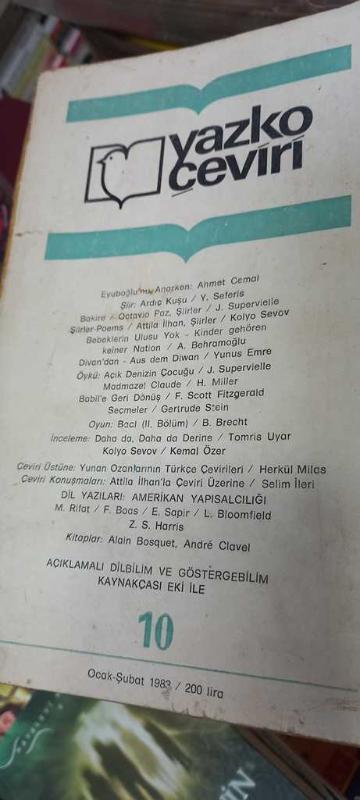 yazko
çeviri
Eyuboğlu'nu Anarken: Ahmet Cemal
Şiir: Ardıç Kuşu / Y. Seferis
Bakire / Octavio Paz, Şiirler / J. Supervielle
Şiirler-Poems / Attila İlhan, Şiirler / Kolyo Sevov
Bebeklerin Ulusu Yok - Kinder gehören
keiner Nation / A. Behramoğlu
Divan'dan - Aus dem Diwan / Yunus Emre
Öykü: Açık Denizin Çocuğu / J. Supervielle
Madmazel Claude / H. Miller
Babil'e Geri Dönüş / F. Scott Fitzgerald
Seçmeler / Gertrude Stein
Oyun: Bacl (II. Bölüm) / B. Brecht
İnceleme: Daha da, Daha da Derine / Tomris Uyar
Kolyo Sevov / Kemal Özer
Çeviri Üstüne: Yunan Ozanlarının Türkçe Çevirileri / Herkül Milas
Çeviri Konuşmaları: Attila İlhan'la Çeviri Üzerine / Selim İleri
DİL YAZILARI: AMERİKAN YAPISALCILIĞI
M. Rifat / F. Boas / E. Sapir / L. Bloomfield
Z. S. Harris
Kitaplar: Alain Bosquet, André Clavel
AÇIKLAMALI DİLBİLİM VE GÖSTERGEBİLİM
KAYNAKÇASI EKİ İLE
10
Ocak-Şubat 1983 / 200 lira